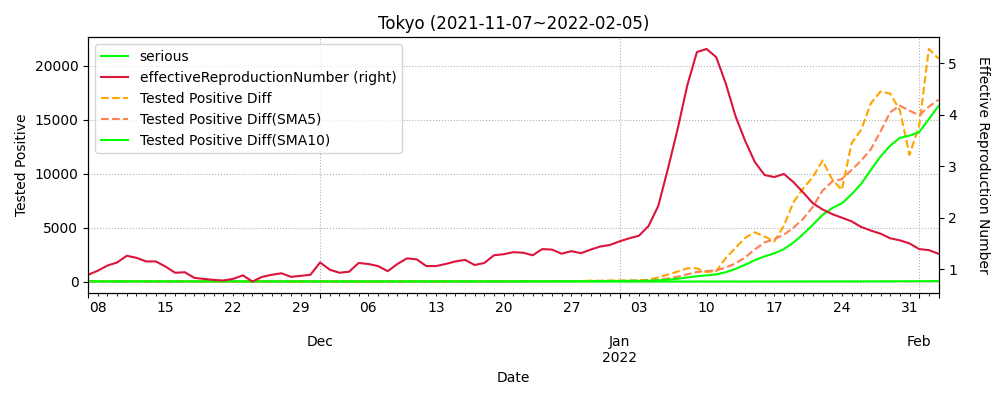 Tokyo (2021-11-07~2022-02-05)
serious
effectiveReproductionNumber (right)
Tested Positive Diff
Tested Positive Diff(SMA5)
Tested Positive Diff(SMA10)
Tested Positive
20000
15000
10000
5000
0
5
4
3
2
1
Effective Reproduction Number
08 15 22 29 06 13 20 27 03 10 17 24 31
Dec Jan Feb
2022
Date